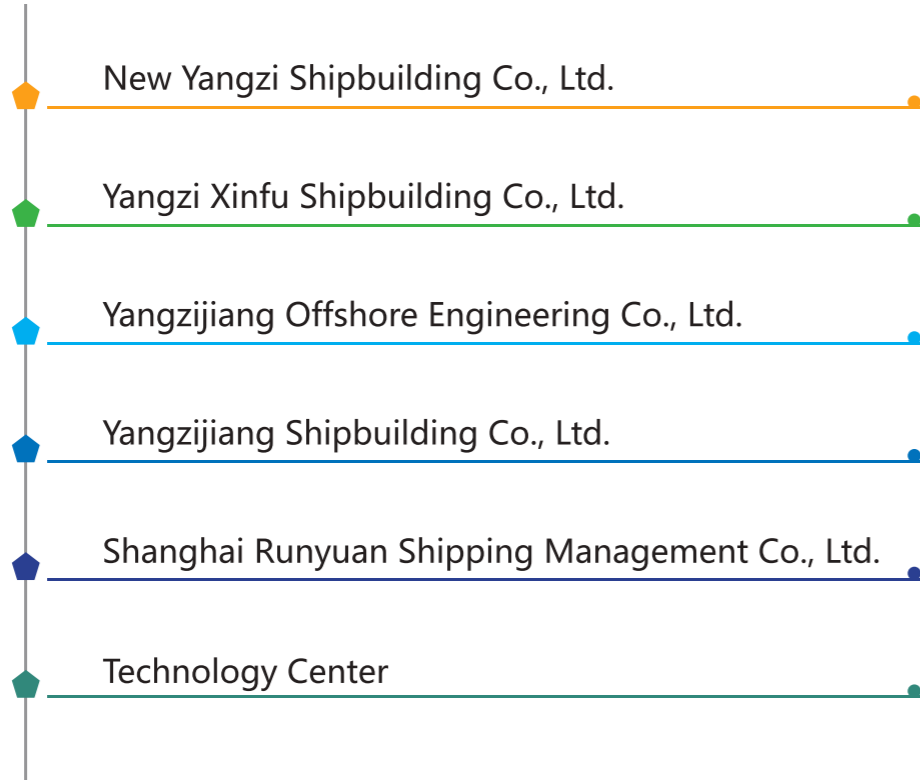 New Yangzi Shipbuilding Co., Ltd.
Yangzi Xinfu Shipbuilding Co., Ltd.
Yangzijiang Offshore Engineering Co., Ltd.
Yangzijiang Shipbuilding Co., Ltd.
Shanghai Runyuan Shipping Management Co., Ltd.
Technology Center